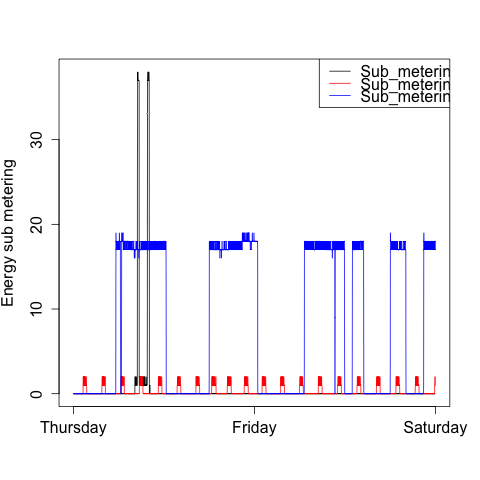 Sub_meterin
Sub_meterin
Sub_meterin
Energy sub metering
30
20
10
0
Thursday Friday Saturday